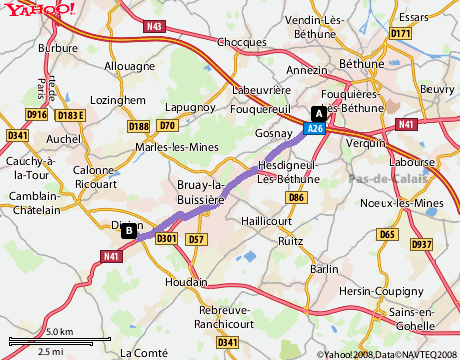 YAHOO!
N43
Vendin-Lès-
Béthune
Essars
D171
Burbure
Chocques
Annezin
Béthune
Allouagne
Labeuvrière
Fouquières-
-lès-Béthune
Beuvry
rte de
Paris
D916
D183 E
Lozinghem
Lapugnoy
Fouquereuil
A
A26
N41
D341
D188
D70
Gosnay
Auchel
Marles-les-Mines
Verquin
Cauchy-à
la-Tour
Calonne-
Ricouart
Hesdigneul-
Lès-Béthune
Labourse
Pas-de-Calais
Camblain-
Châtelain
Bruay-la-
Buissière
D86
Noeux-les-Mines
Divion
B
Haillicourt
D301
D57
Ruitz
D65
D937
N41
Houdain
Barlin
Hersin-Coupigny
Rebreuve-
Ranchicourt
Sains-en-
Gohelle
5.0 km
2.5 mi
La Comté
D341
©Yahoo!2008,Data©NAVTEQ2008